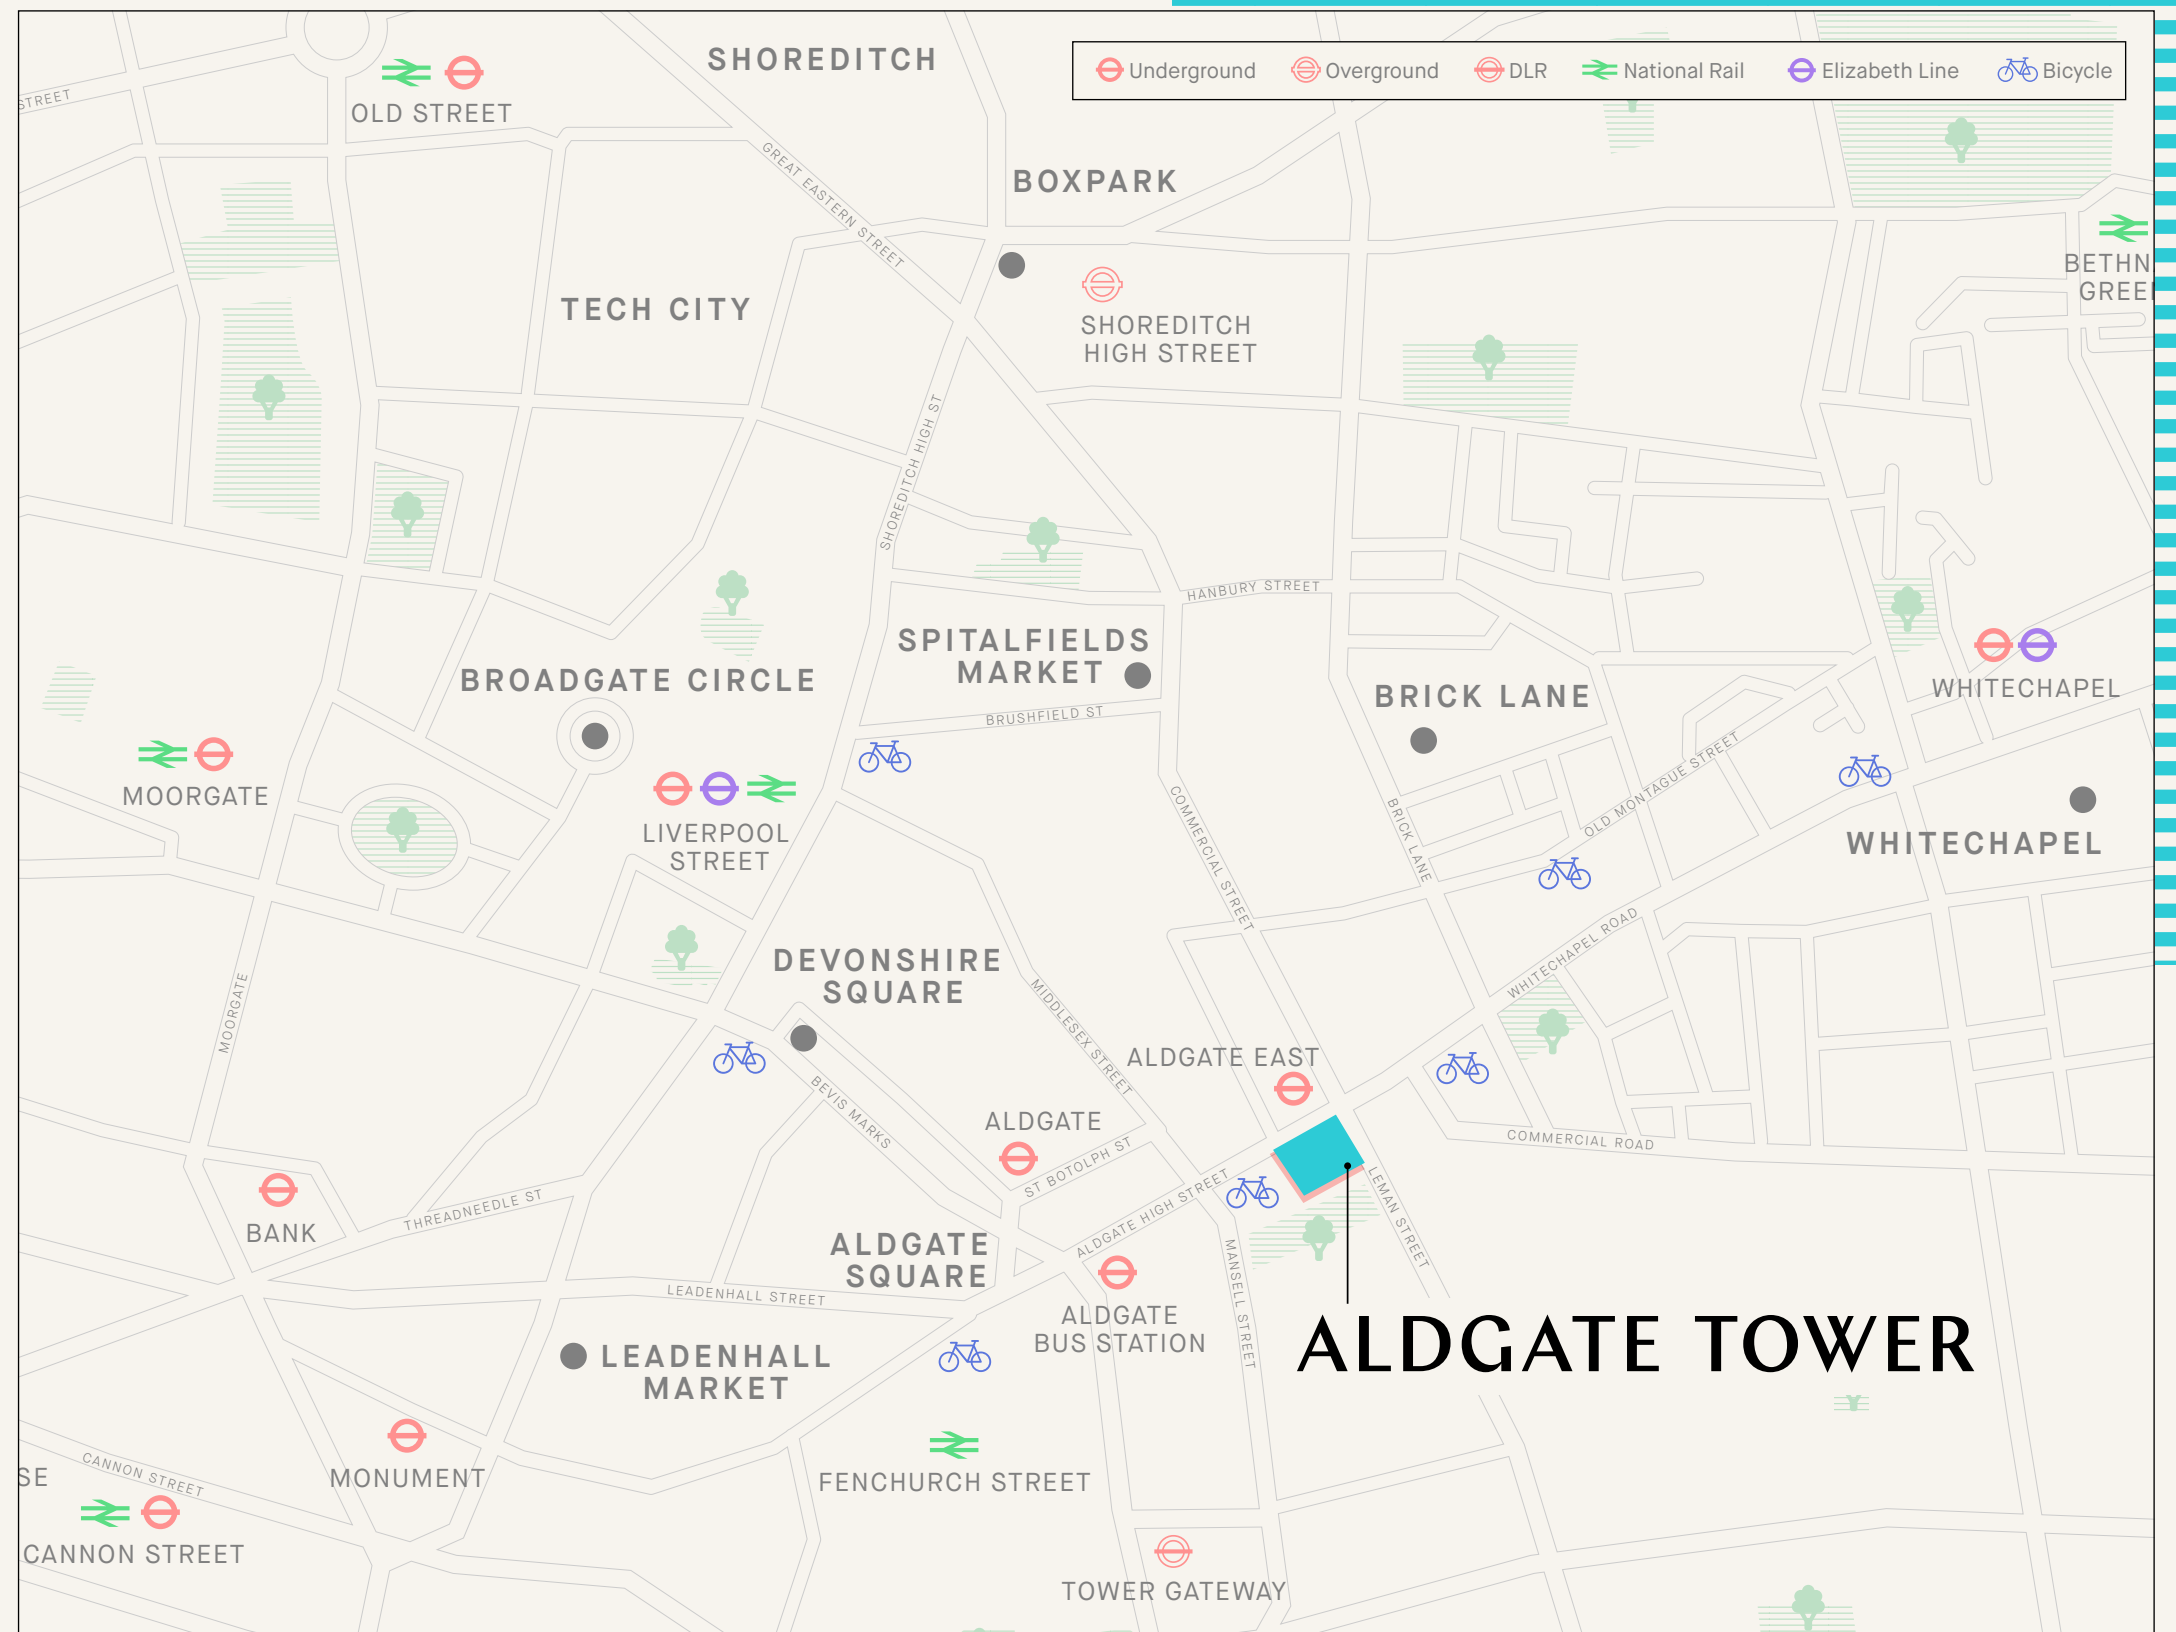 Underground
Overground
DLR
National Rail
Elizabeth Line
Bicycle
SHOREDITCH
STREET
OLD STREET
GREAT EASTERN STREET
BOXPARK
BETHN
GREE
TECH CITY
SHOREDITCH
HIGH STREET
SHOREDITCH HIGH ST
HANBURY STREET
SPITALFIELDS
MARKET
BROADGATE CIRCLE
BRUSHFIELD ST
BRICK LANE
WHITECHAPEL
MOORGATE
LIVERPOOL
STREET
COMMERCIAL STREET
BRICK LANE
OLD MONTAGUE STREET
WHITECHAPEL
WHITECHAPEL ROAD
DEVONSHIRE
SQUARE
MOORGATE
MIDDLESEX STREET
ALDGATE EAST
BEVIS MARKS
ALDGATE
ST BOTOLPH ST
COMMERCIAL ROAD
BANK
THREADNEEDLE ST
ALDGATE
SQUARE
ALDGATE HIGH STREET
LEMAN STREET
MANSELL STREET
LEADENHALL STREET
ALDGATE
BUS STATION
ALDGATE TOWER
LEADENHALL
MARKET
MONUMENT
FENCHURCH STREET
SE
CANNON STREET
CANNON STREET
TOWER GATEWAY